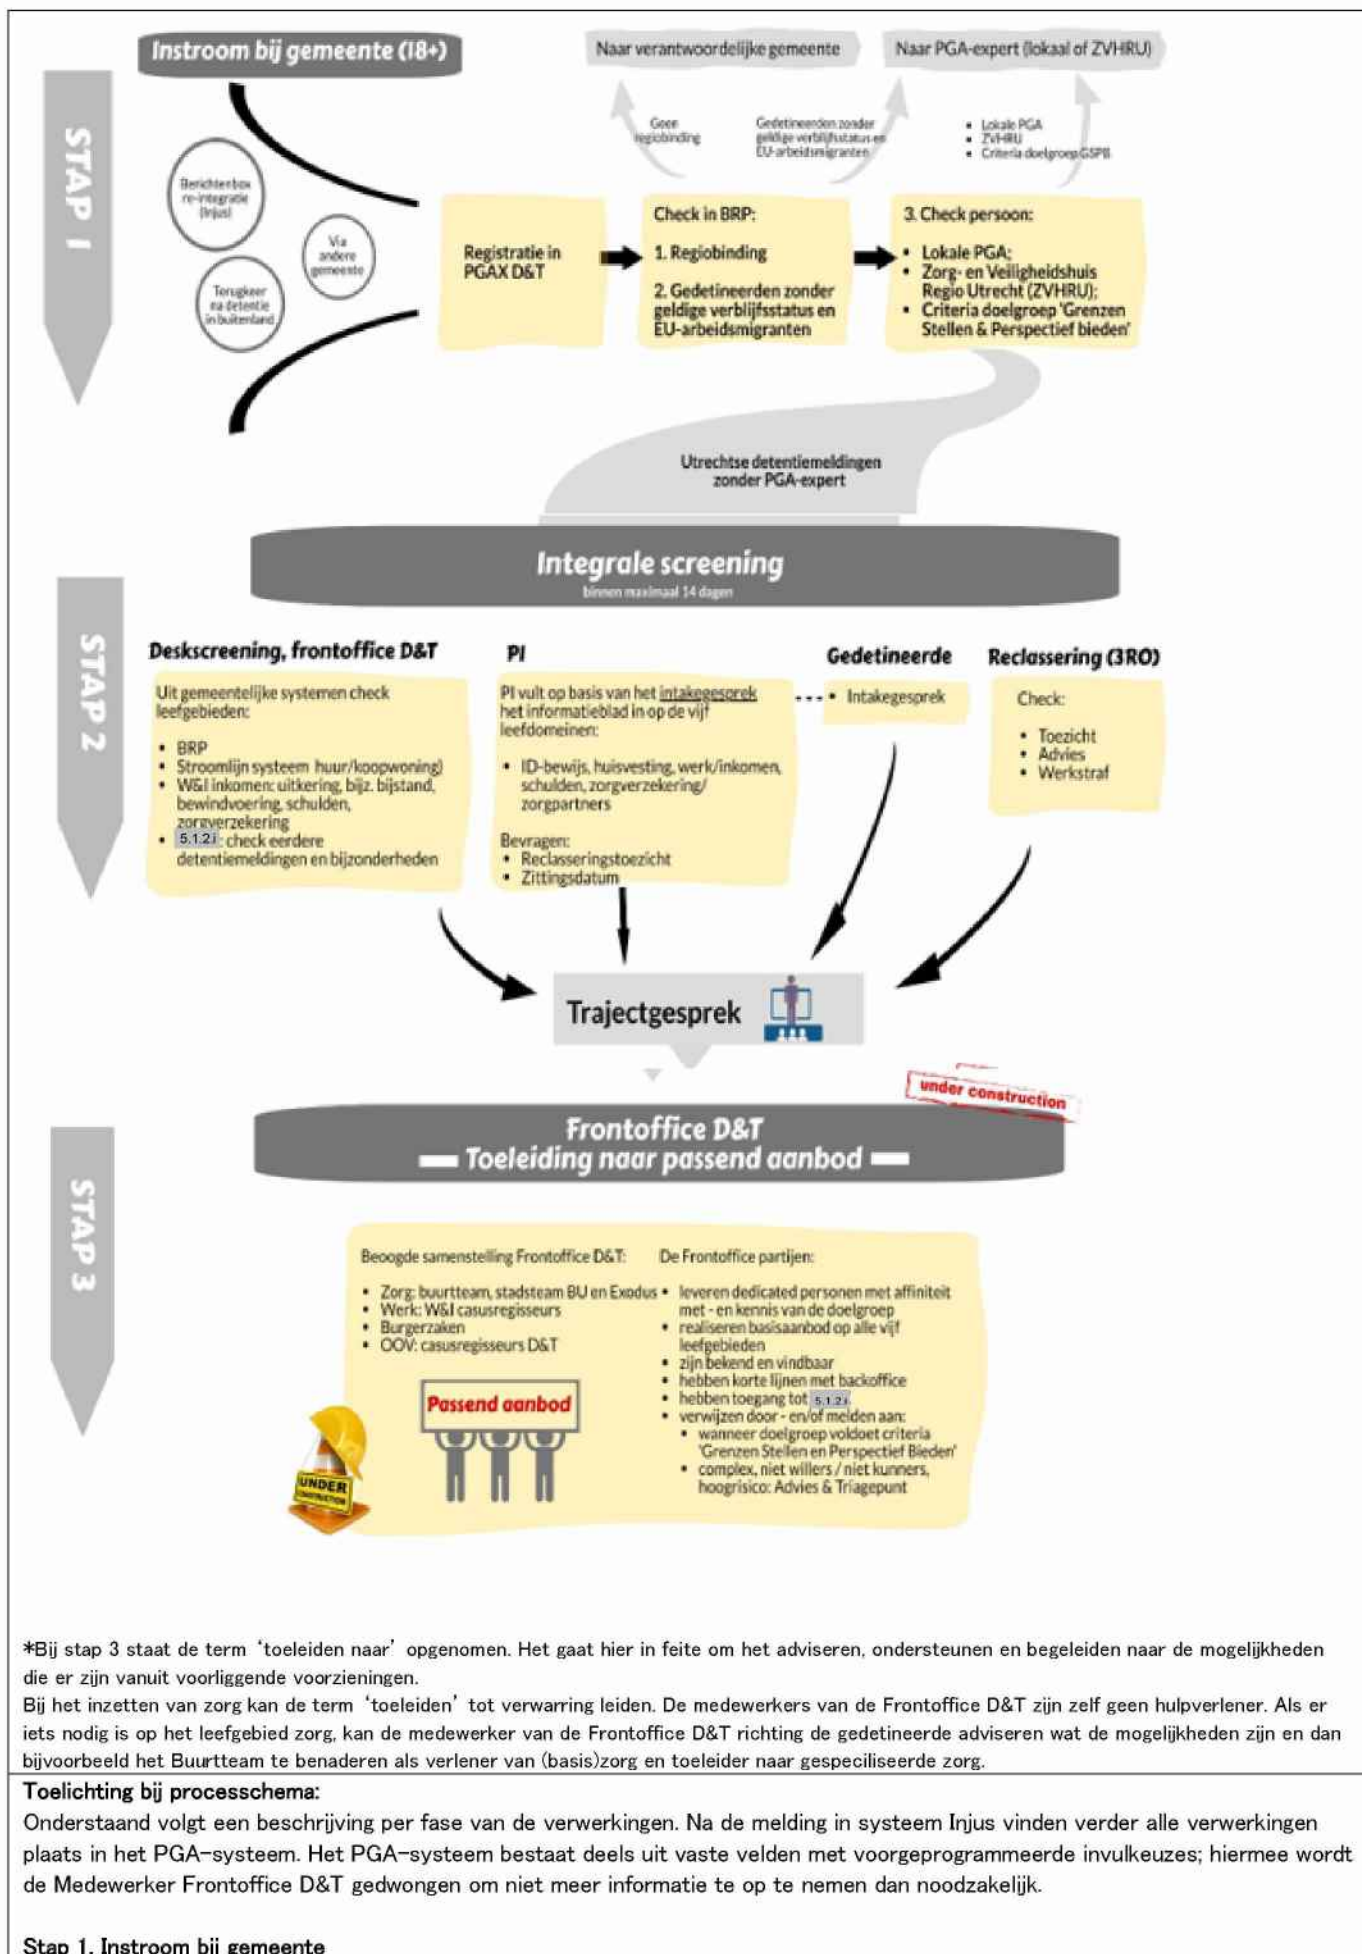 Instroom bij gemeente (18+)
Naar verantwoordelijke gemeente
Naar PGA-expert (lokaal of ZVHRU)
STAP 1
Geen
regiobinding
Gedetineerden zonder
geldige verblijfsstatus en
EU-arbeidsmigranten
• Lokale PGA
• ZVHRU
• Criteria doelgroep GSPB
Berichtenbox
re-integratie
(Injus)
Via
andere
gemeente
Terugkeer
na detentie
in buitenland
Registratie in
PGAX D&T
Check in BRP:
1. Regiobinding
2. Gedetineerden zonder
geldige verblijfsstatus en
EU-arbeidsmigranten
3. Check persoon:
• Lokale PGA;
• Zorg- en Veiligheidshuis
Regio Utrecht (ZVHRU);
• Criteria doelgroep 'Grenzen
Stellen & Perspectief bieden'
Utrechtse detentiemeldingen
zonder PGA-expert
Integrale screening
binnen maximaal 14 dagen
STAP 2
Deskscreening, frontoffice D&T
Uit gemeentelijke systemen check
leefgebieden:
• BRP
• Stroomlijn systeem huur/koopwoning)
• W&I inkomen: uitkering, bijz. bijstand,
bewindvoering, schulden,
zorgverzekering
• 5.1.2.i: check eerdere
detentiemeldingen en bijzonderheden
PI
PI vult op basis van het intakegesprek
het informatieblad in op de vijf
leefdomeinen:
• ID-bewijs, huisvesting, werk/inkomen,
schulden, zorgverzekering/
zorgpartners
Bevragen:
• Reclasseringstoezicht
• Zittingsdatum
Gedetineerde
• Intakegesprek
Reclassering (3RO)
Check:
• Toezicht
• Advies
• Werkstraf
Trajectgesprek
under construction
Frontoffice D&T
Toeleiding naar passend aanbod
STAP 3
Beoogde samenstelling Frontoffice D&T:
• Zorg: buurtteam, stadsteam BU en Exodus
• Werk: W&I casusregisseurs
• Burgerzaken
• OOV: casusregisseurs D&T
Passend aanbod
UNDER
CONSTRUCTION
De Frontoffice partijen:
• leveren dedicated personen met affiniteit
met - en kennis van de doelgroep
• realiseren basisaanbod op alle vijf
leefgebieden
• zijn bekend en vindbaar
• hebben korte lijnen met backoffice
• hebben toegang tot 5.1.2.i
• verwijzen door - en/of melden aan:
• wanneer doelgroep voldoet criteria
'Grenzen Stellen en Perspectief Bieden'
• complex, niet willers / niet kunners,
hoogrisico: Advies & Triagepunt
*Bij stap 3 staat de term ‘toeleiden naar’ opgenomen. Het gaat hier in feite om het adviseren, ondersteunen en begeleiden naar de mogelijkheden
die er zijn vanuit voorliggende voorzieningen.
Bij het inzetten van zorg kan de term ‘toeleiden’ tot verwarring leiden. De medewerkers van de Frontoffice D&T zijn zelf geen hulpverlener. Als er
iets nodig is op het leefgebied zorg, kan de medewerker van de Frontoffice D&T richting de gedetineerde adviseren wat de mogelijkheden zijn en dan
bijvoorbeeld het Buurtteam te benaderen als verlener van (basis)zorg en toeleider naar gespeciliseerde zorg.
Toelichting bij processchema:
Onderstaand volgt een beschrijving per fase van de verwerkingen. Na de melding in systeem Injus vinden verder alle verwerkingen
plaats in het PGA-systeem. Het PGA-systeem bestaat deels uit vaste velden met voorgeprogrammeerde invulkeuzes; hiermee wordt
de Medewerker Frontoffice D&T gedwongen om niet meer informatie te op te nemen dan noodzakelijk.
Stap 1. Instroom bij gemeente